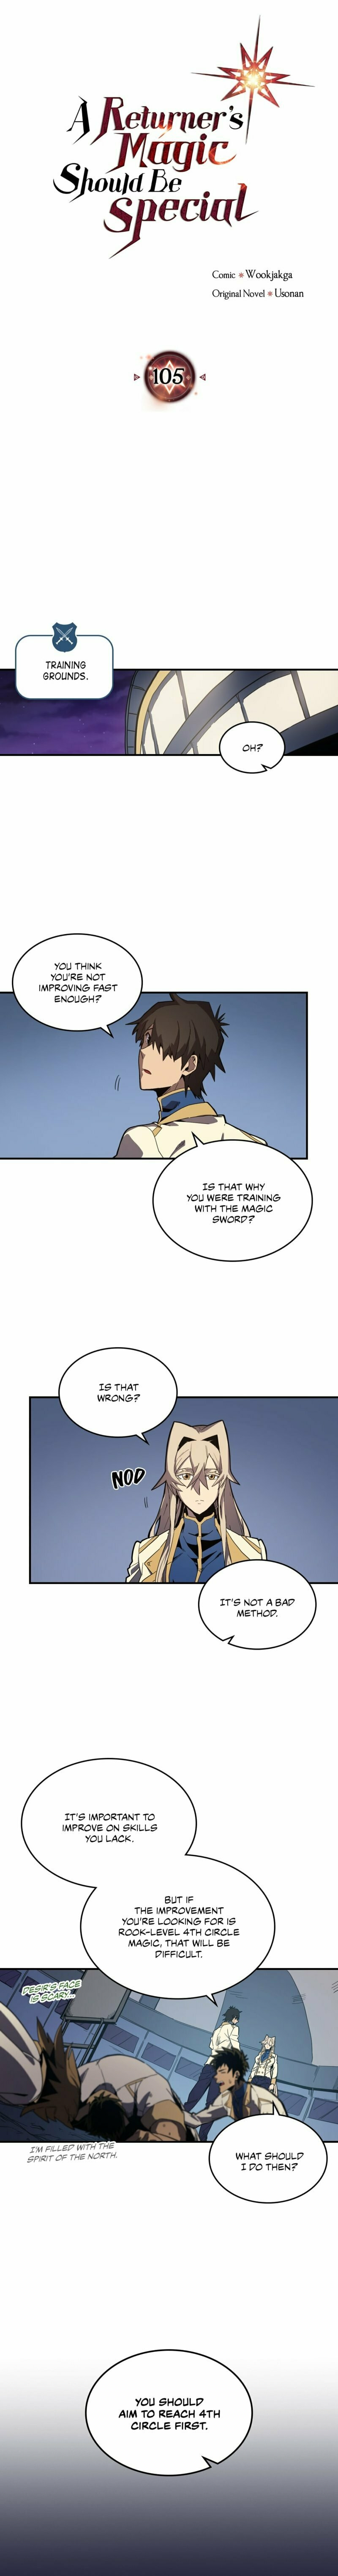 A Returner's
Magic
Should Be
Special
Comic * Wookjakga
Original Novel * Usonan
105
TRAINING
GROUNDS.
OH?
YOU THINK
YOU'RE NOT
IMPROVING FAST
ENOUGH?
IS THAT WHY
YOU WERE TRAINING
WITH THE MAGIC
SWORD?
IS THAT
WRONG?
NOD
IT'S NOT A BAD
METHOD.
IT'S IMPORTANT TO
IMPROVE ON SKILLS
YOU LACK.
BUT IF
THE IMPROVEMENT
YOU'RE LOOKING FOR IS
ROOK-LEVEL 4TH CIRCLE
MAGIC, THAT WILL BE
DIFFICULT.
DESIR'S FACE
IS SCARY...
I'M FILLED WITH THE
SPIRIT OF THE NORTH.
WHAT SHOULD
I DO THEN?
YOU SHOULD
AIM TO REACH 4TH
CIRCLE FIRST.